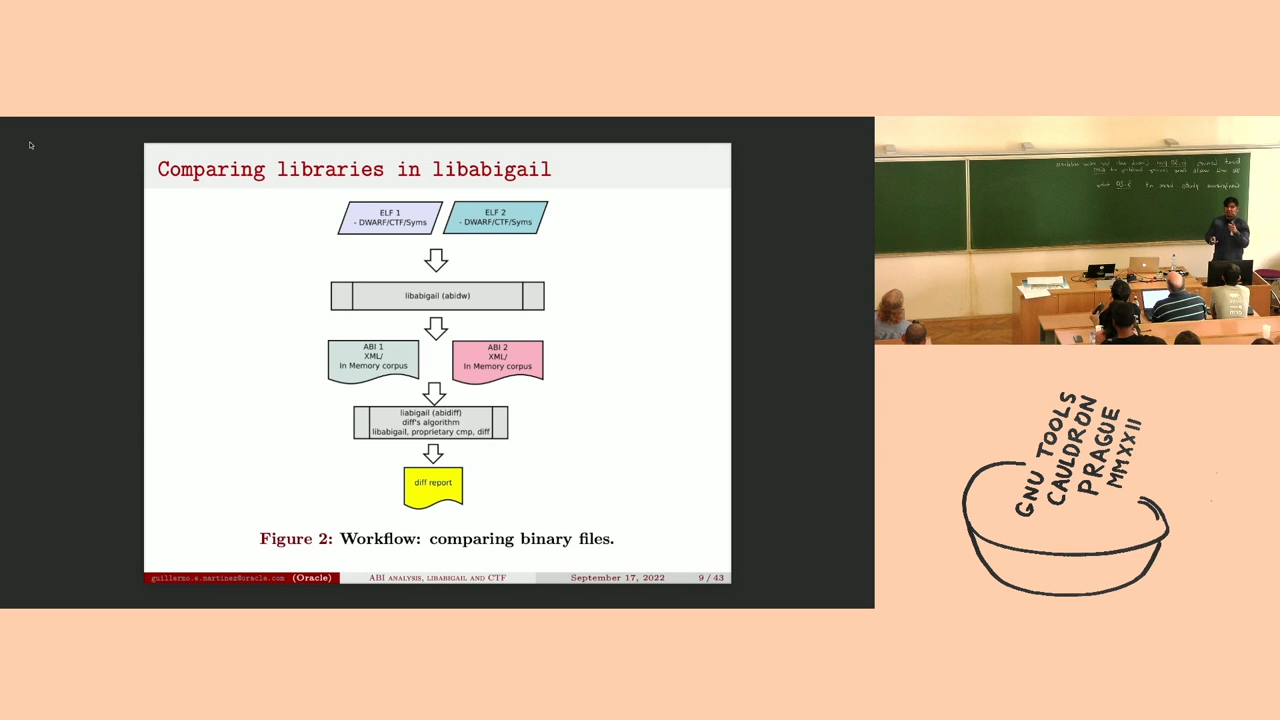 Comparing libraries in libabigail
ELF 1
- DWARF/CTF/Syms
ELF 2
- DWARF/CTF/Syms
libabigail (abidw)
ABI 1
XML/
In Memory corpus
ABI 2
XML/
In Memory corpus
liabigail (abidiff)
diff's algorithm
libabigail, proprietary cmp, diff
diff report
Figure 2: Workflow: comparing binary files.
guillermo.e.martinez@oracle.com (Oracle)
ABI ANALYSIS, LIBABIGAIL AND CTF
September 17, 2022
9 / 43
GNU TOOLS
CAULDRON
PRAGUE
MMXXII